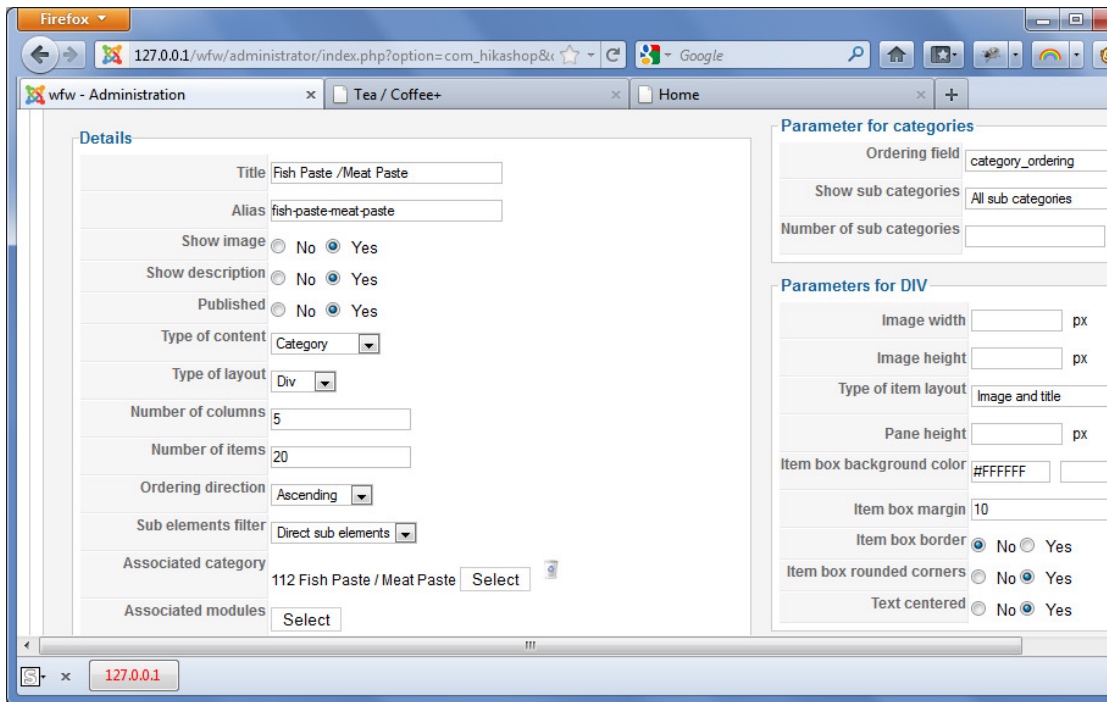 Firefox
127.0.0.1/wfw/administrator/index.php?option=com_hikashop&
Google
wfw - Administration
Tea / Coffee+
Home
Details
Title Fish Paste /Meat Paste
Alias fish-paste-meat-paste
Show image No Yes
Show description No Yes
Published No Yes
Type of content Category
Type of layout Div
Number of columns 5
Number of items 20
Ordering direction Ascending
Sub elements filter Direct sub elements
Associated category 112 Fish Paste / Meat Paste Select
Associated modules Select
Parameter for categories
Ordering field category_ordering
Show sub categories All sub categories
Number of sub categories
Parameters for DIV
Image width px
Image height px
Type of item layout Image and title
Pane height px
Item box background color #FFFFFF
Item box margin 10
Item box border No Yes
Item box rounded corners No Yes
Text centered No Yes
S
127.0.0.1